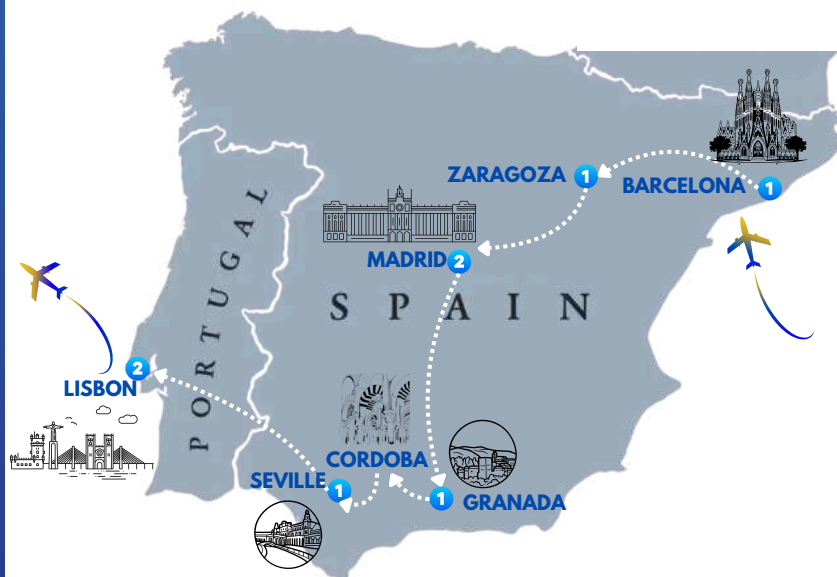 ZARAGOZA 1
BARCELONA 1
MADRID 2
SPAIN
PORTUGAL
LISBON 2
CORDOBA
SEVILLE 1
1 GRANADA